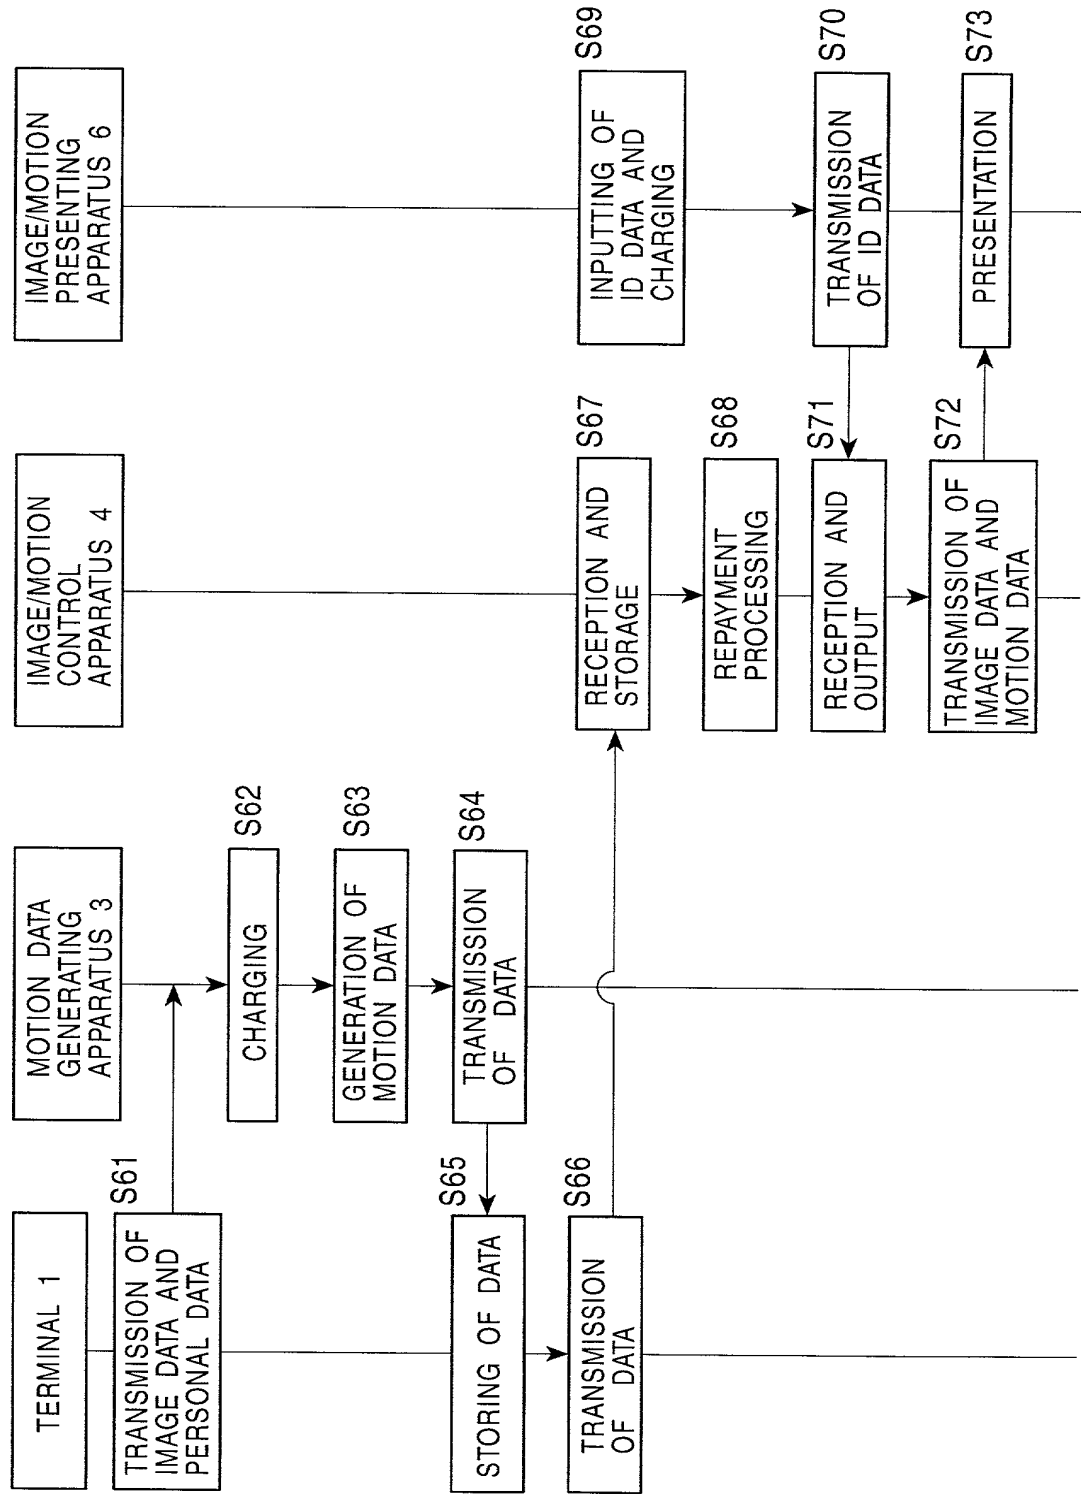 TERMINAL 1
MOTION DATA
GENERATING
APPARATUS 3
IMAGE/MOTION
CONTROL
APPARATUS 4
IMAGE/MOTION
PRESENTING
APPARATUS 6
S61
TRANSMISSION OF
IMAGE DATA AND
PERSONAL DATA
S62
CHARGING
S63
GENERATION OF
MOTION DATA
S64
TRANSMISSION
OF DATA
S65
STORING OF DATA
S66
TRANSMISSION
OF DATA
S67
RECEPTION AND
STORAGE
S68
REPAYMENT
PROCESSING
S69
INPUTTING OF
ID DATA AND
CHARGING
S70
TRANSMISSION
OF ID DATA
S71
RECEPTION AND
OUTPUT
S72
TRANSMISSION OF
IMAGE DATA AND
MOTION DATA
S73
PRESENTATION